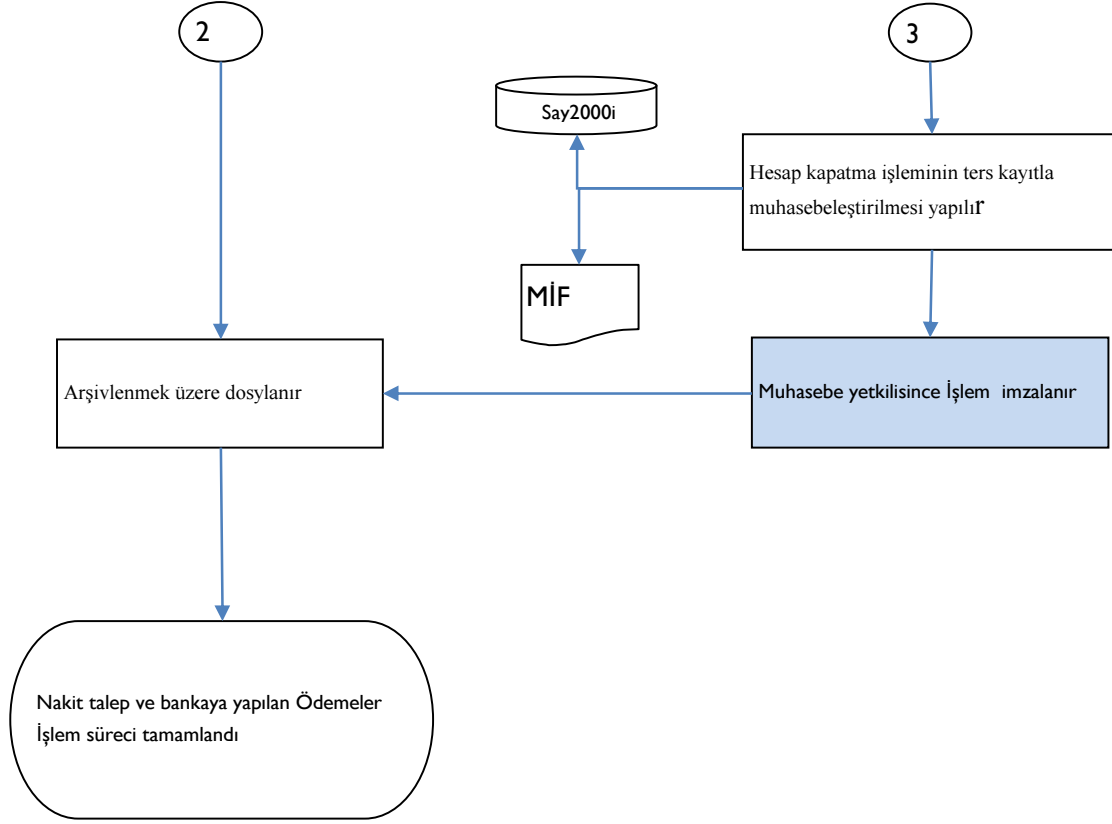 2
3
Say2000i
Hesap kapatma işleminin ters kayıtla
muhasebeleştirilmesi yapılır
MİF
Arşivlenmek üzere dosylanır
Muhasebe yetkilisince İşlem imzalanır
Nakit talep ve bankaya yapılan Ödemeler
İşlem süreci tamamlandı